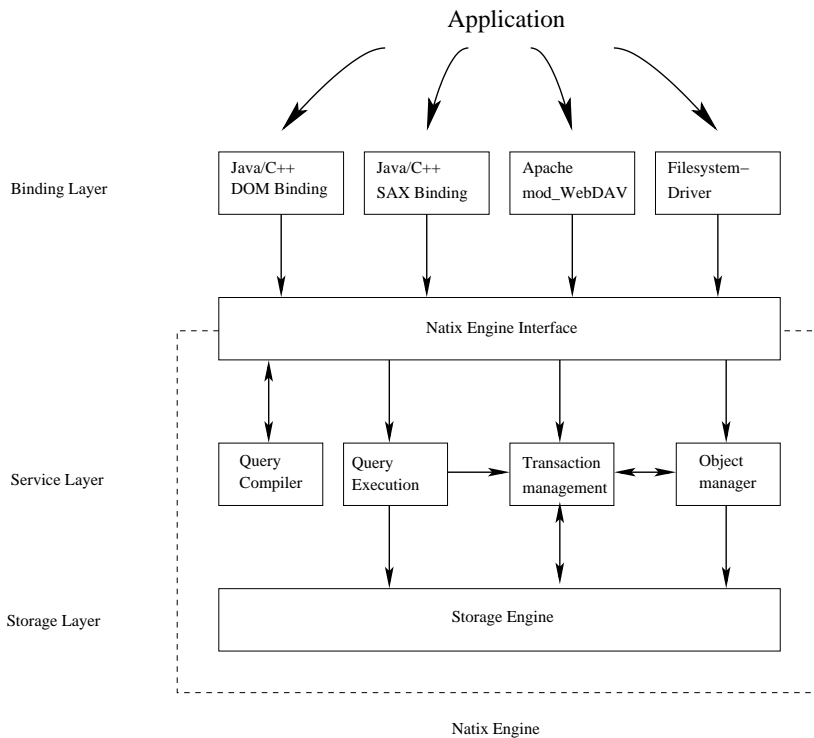 Application
Binding Layer
Java/C++
DOM Binding
Java/C++
SAX Binding
Apache
mod_WebDAV
Filesystem−
Driver
Natix Engine Interface
Service Layer
Query
Compiler
Query
Execution
Transaction
management
Object
manager
Storage Layer
Storage Engine
Natix Engine